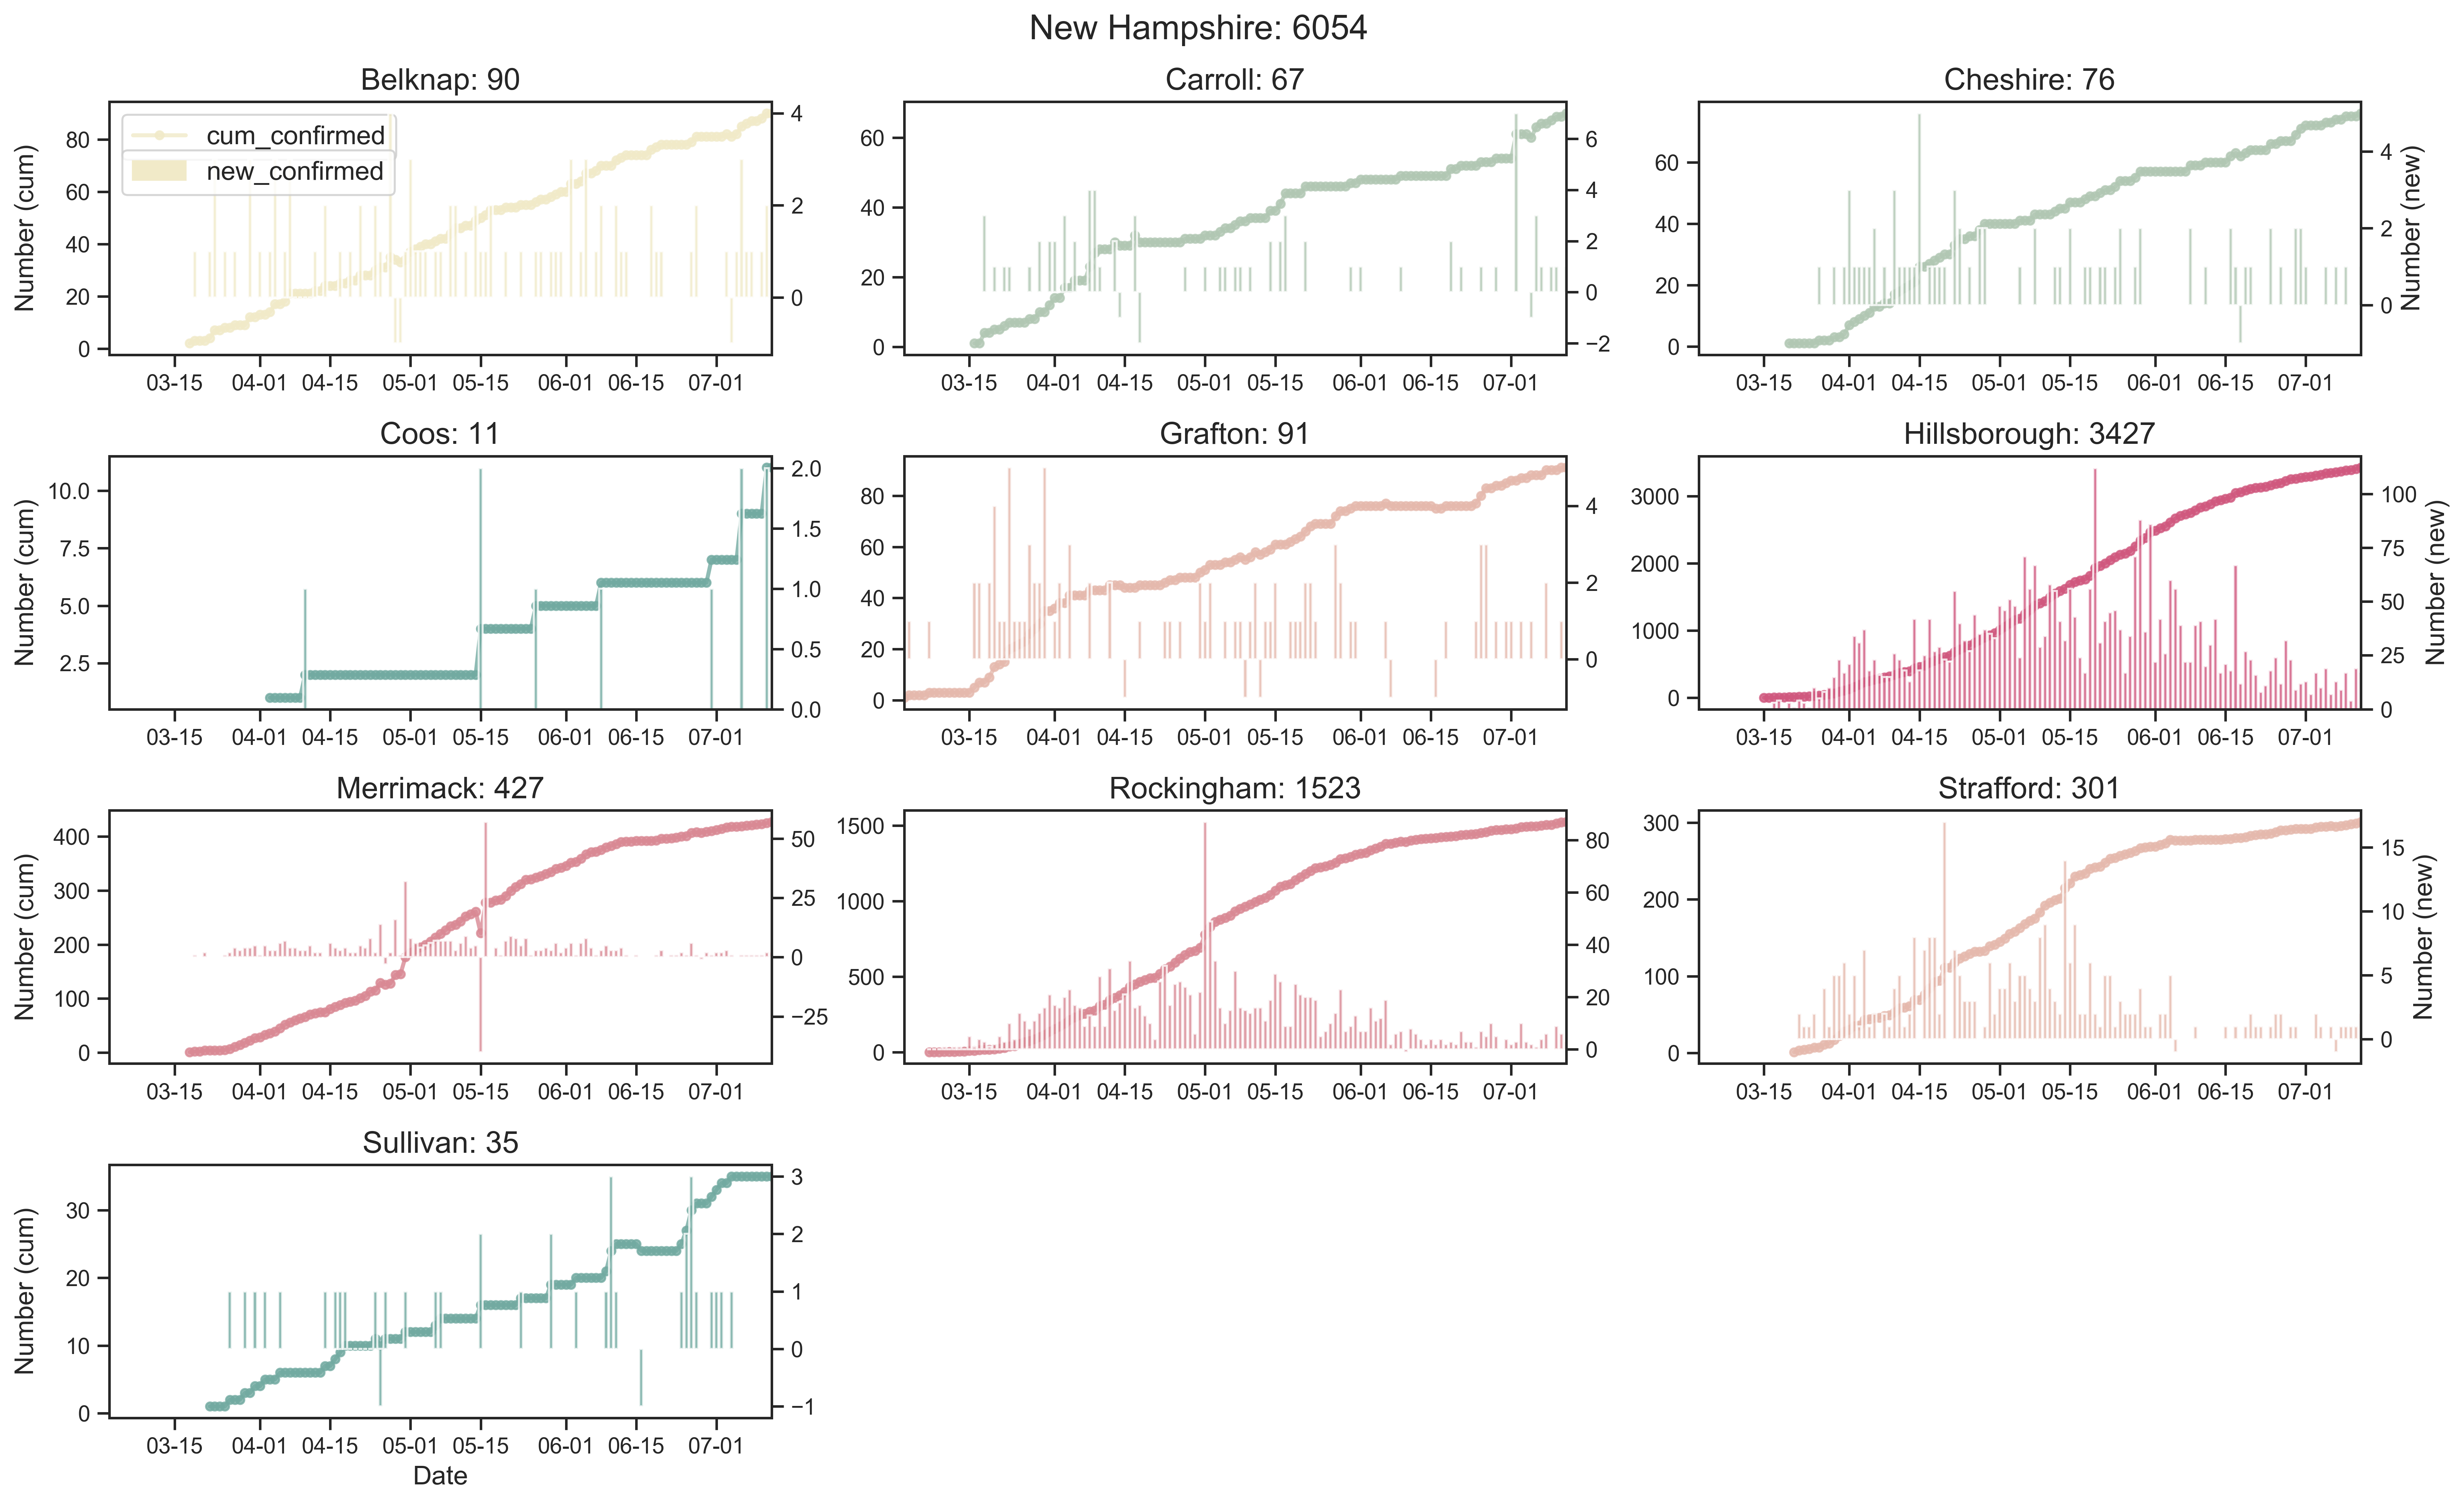 New Hampshire: 6054
Belknap: 90
Carroll: 67
Cheshire: 76
Number (cum)
80
60
40
20
0
cum_confirmed
new_confirmed
4
2
0
60
40
20
0
6
4
2
0
−2
60
40
20
0
4
2
0
Number (new)
03-15 04-01 04-15 05-01 05-15 06-01 06-15 07-01
03-15 04-01 04-15 05-01 05-15 06-01 06-15 07-01
03-15 04-01 04-15 05-01 05-15 06-01 06-15 07-01
Coos: 11
Grafton: 91
Hillsborough: 3427
Number (cum)
10.0
7.5
5.0
2.5
2.0
1.5
1.0
0.5
0.0
80
60
40
20
0
4
2
0
3000
2000
1000
0
100
75
50
25
0
Number (new)
03-15 04-01 04-15 05-01 05-15 06-01 06-15 07-01
03-15 04-01 04-15 05-01 05-15 06-01 06-15 07-01
03-15 04-01 04-15 05-01 05-15 06-01 06-15 07-01
Merrimack: 427
Rockingham: 1523
Strafford: 301
Number (cum)
400
300
200
100
0
50
25
0
−25
1500
1000
500
0
80
60
40
20
0
300
200
100
0
15
10
5
0
Number (new)
03-15 04-01 04-15 05-01 05-15 06-01 06-15 07-01
03-15 04-01 04-15 05-01 05-15 06-01 06-15 07-01
03-15 04-01 04-15 05-01 05-15 06-01 06-15 07-01
Sullivan: 35
Number (cum)
30
20
10
0
3
2
1
0
−1
03-15 04-01 04-15 05-01 05-15 06-01 06-15 07-01
Date